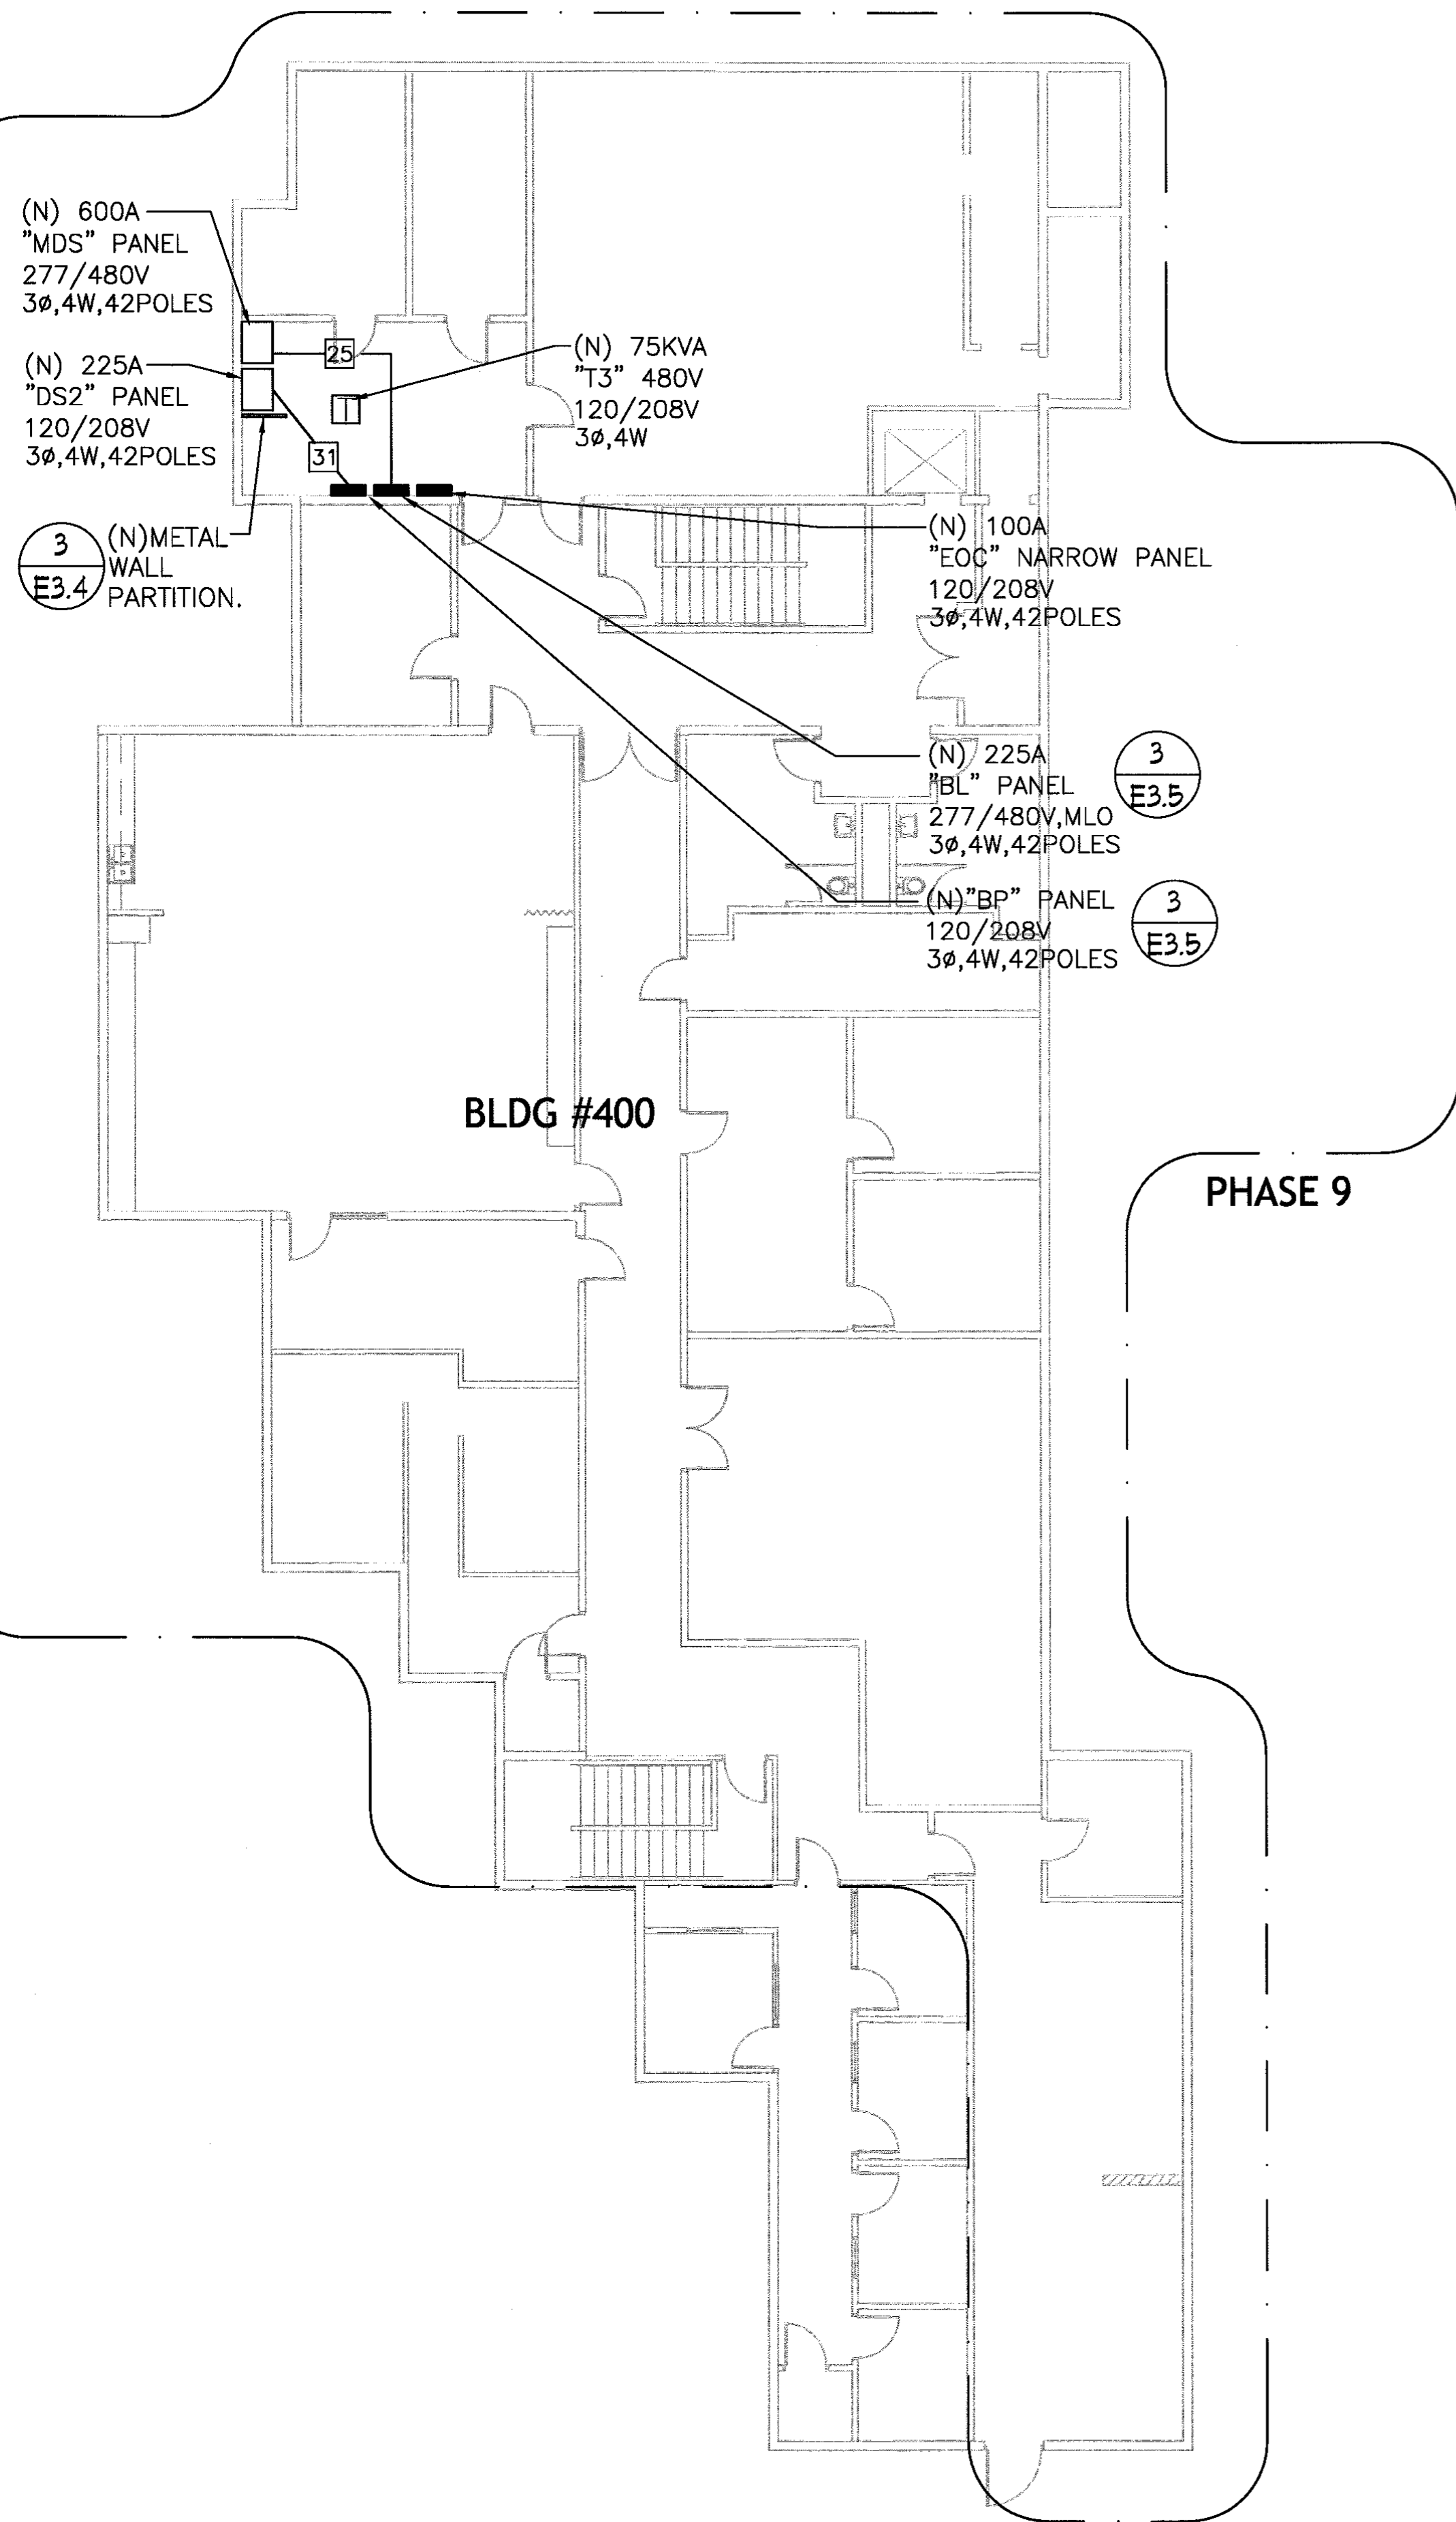 (N) 600A
"MDS" PANEL
277/480V
3ø,4W,42POLES
(N) 225A
"DS2" PANEL
120/208V
3ø,4W,42POLES
3
E3.4
(N)METAL
WALL
PARTITION.
25
31
T
(N) 75KVA
"T3" 480V
120/208V
3ø,4W
(N) 100A
"EOC" NARROW PANEL
120/208V
3ø,4W,42POLES
(N) 225A
"BL" PANEL
277/480V,MLO
3ø,4W,42POLES
3
E3.5
(N)"BP" PANEL
120/208V
3ø,4W,42POLES
3
E3.5
BLDG #400
PHASE 9